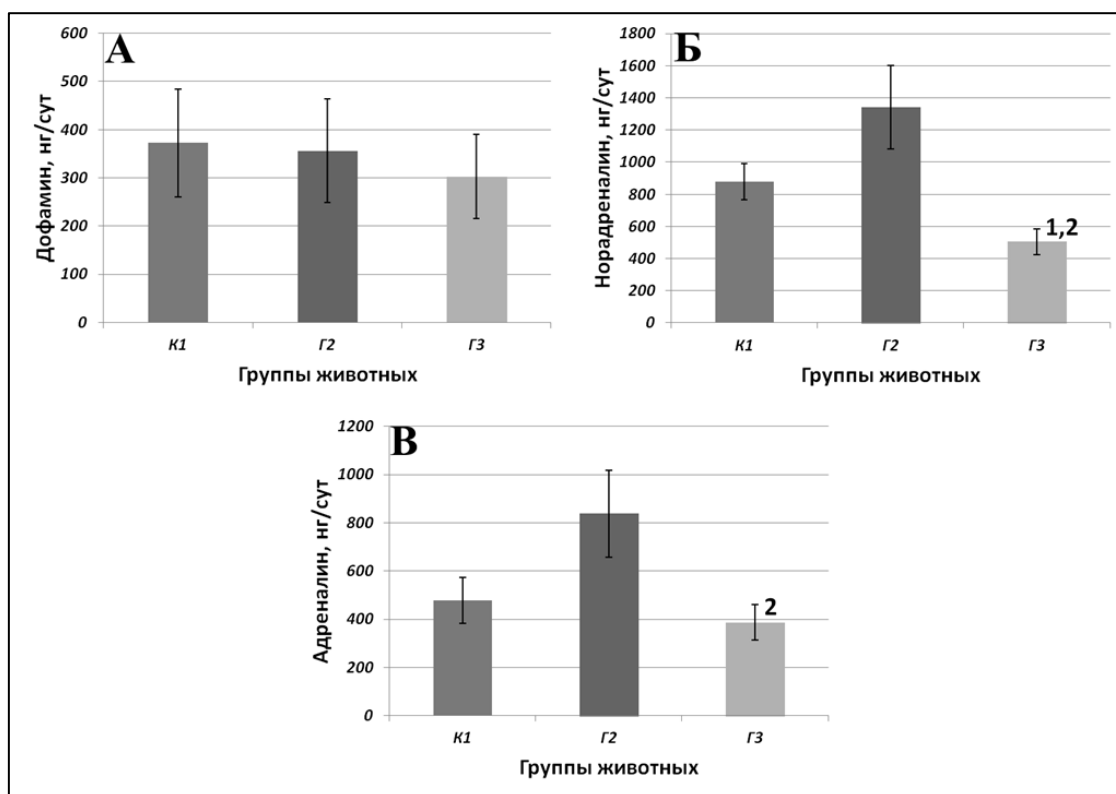 А
Дофамин, нг/сут
600
500
400
300
200
100
0
К1
Г2
Г3
Группы животных
Б
Норадреналин, нг/сут
1800
1600
1400
1200
1000
800
600
400
200
0
1,2
К1
Г2
Г3
Группы животных
В
Адреналин, нг/сут
1200
1000
800
600
400
200
0
2
К1
Г2
Г3
Группы животных